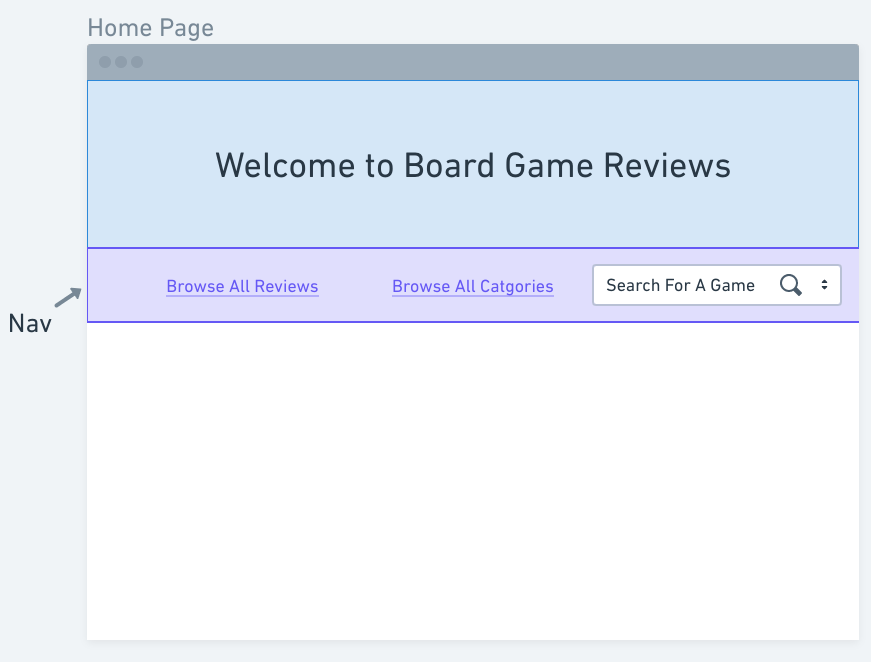 Home Page
Welcome to Board Game Reviews
Browse All Reviews
Browse All Catgories
Search For A Game
Nav